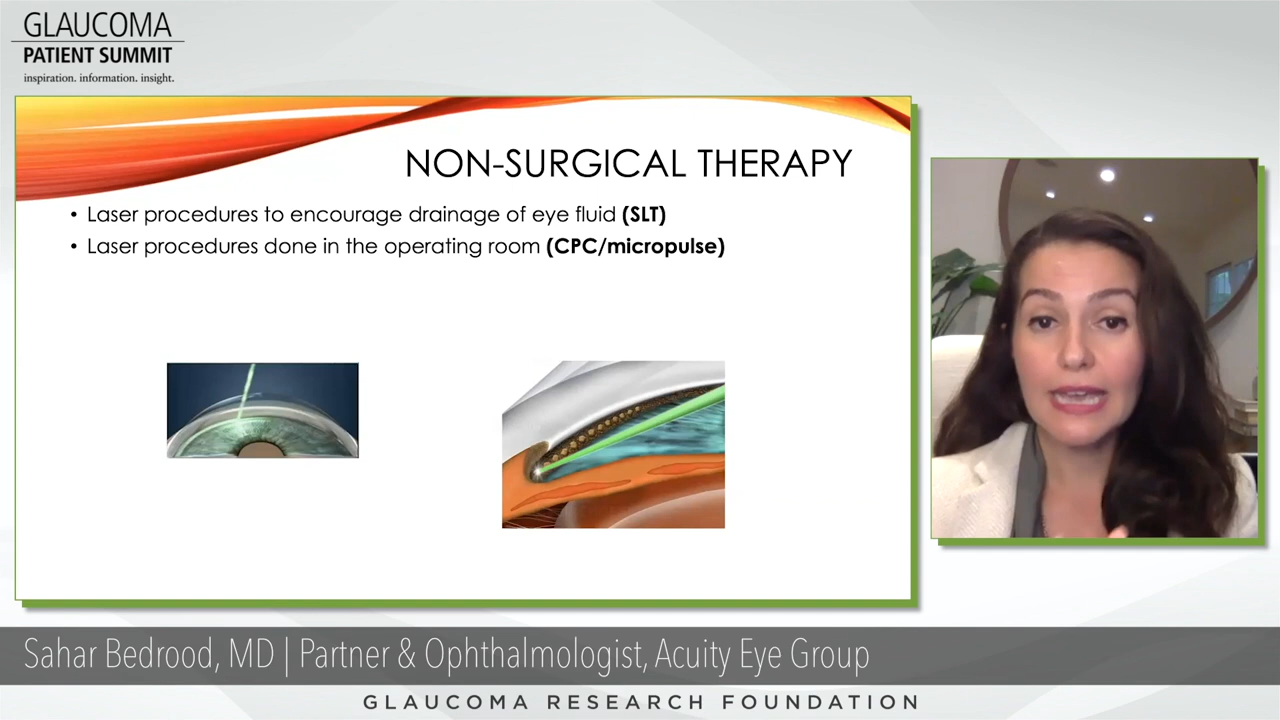 GLAUCOMA
PATIENT SUMMIT
inspiration. information. insight.
NON-SURGICAL THERAPY
• Laser procedures to encourage drainage of eye fluid (SLT)
• Laser procedures done in the operating room (CPC/micropulse)
Sahar Bedrood, MD | Partner & Ophthalmologist, Acuity Eye Group
GLAUCOMA RESEARCH FOUNDATION